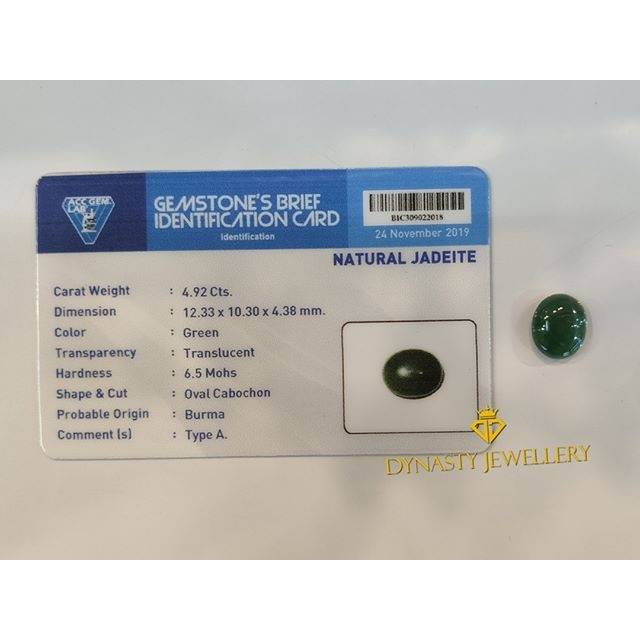 ACC GEM.
LAB
GEMSTONE'S BRIEF
IDENTIFICATION CARD
Identification
BIC309022018
24 November 2019
NATURAL JADEITE
Carat Weight : 4.92 Cts.
Dimension : 12.33 x 10.30 x 4.38 mm.
Color : Green
Transparency : Translucent
Hardness : 6.5 Mohs
Shape & Cut : Oval Cabochon
Probable Origin : Burma
Comment (s) : Type A.
DYNASTY JEWELLERY